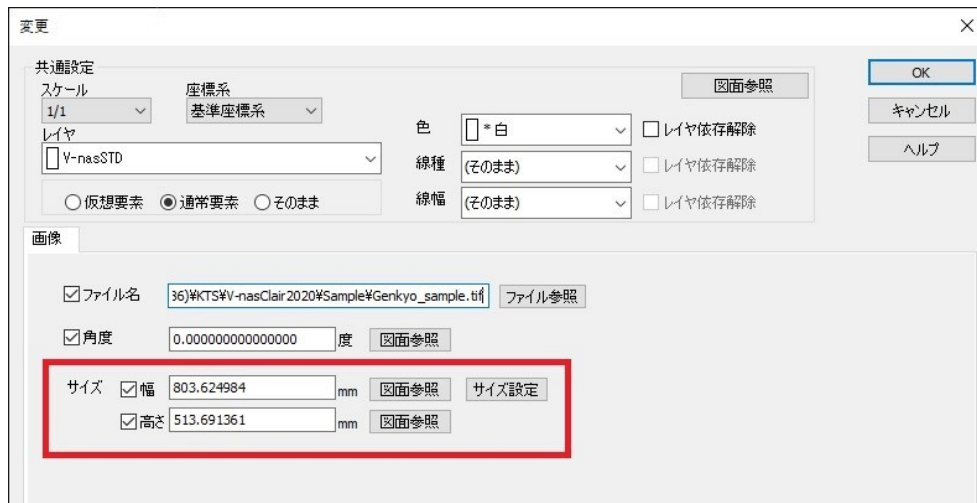 変更
共通設定
スケール 座標系 図面参照 OK
1/1 基準座標系 キャンセル
レイヤ 色 * 白 レイヤ依存解除
V-nasSTD 線種 (そのまま) レイヤ依存解除 ヘルプ
仮想要素 通常要素 そのまま 線幅 (そのまま) レイヤ依存解除
画像
ファイル名 36)¥KTS¥V-nasClair2020¥Sample¥Genkyo_sample.tif ファイル参照
角度 0.000000000000000 度 図面参照
サイズ 幅 803.624984 mm 図面参照 サイズ設定
高さ 513.691361 mm 図面参照